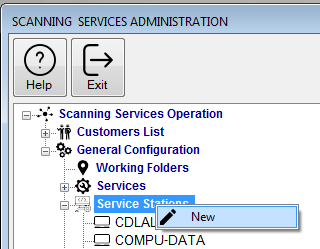 SCANNING SERVICES ADMINISTRATION
Help Exit
Scanning Services Operation
Customers List
General Configuration
Working Folders
Services
Service Stations
New
COMPU-DATA